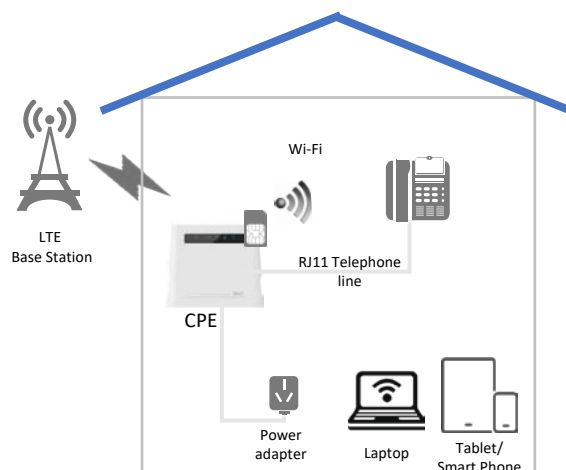 Wi-Fi
LTE
Base Station
RJ11 Telephone
line
CPE
Power
adapter
Laptop
Tablet/
Smart Phone